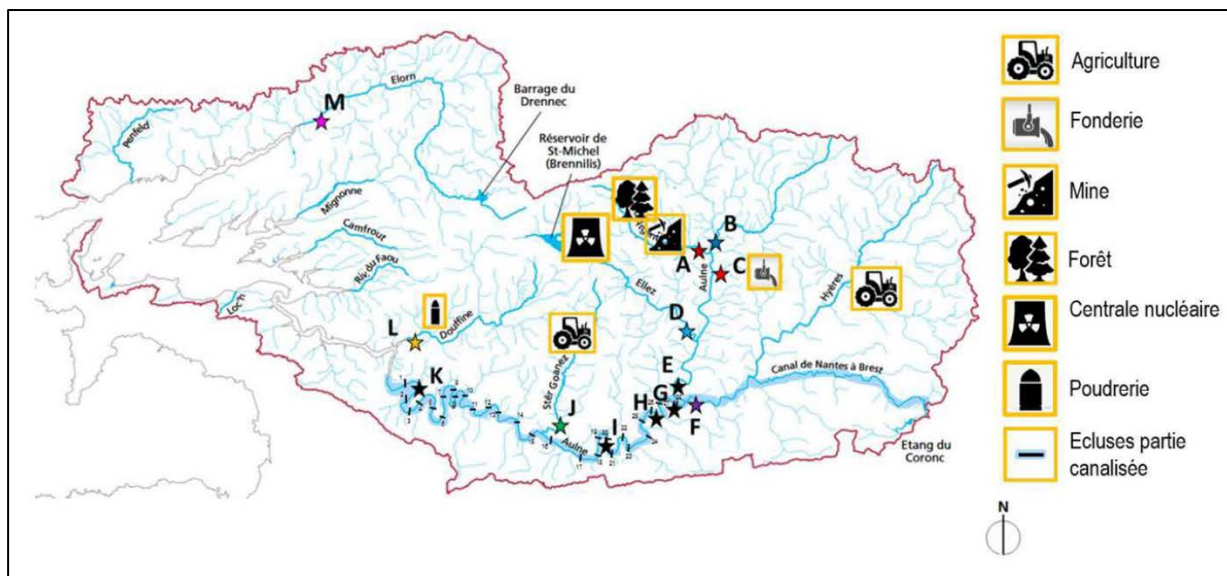 Elorn
M
Barrage du
Drennec
Penfeld
Réservoir de
St-Michel
(Brennilis)
Mignonne
Camfrout
Riv du Faou
Loc'h
B
A
Aulne
C
Hyères
Ellez
D
L
Douffine
Stêr Goanez
E
K
G
H
F
Canal de Nantes à Bresz
J
I
Aulne
Etang du
Coronc
Agriculture
Fonderie
Mine
Forêt
Centrale nucléaire
Poudrerie
Ecluses partie
canalisée
N